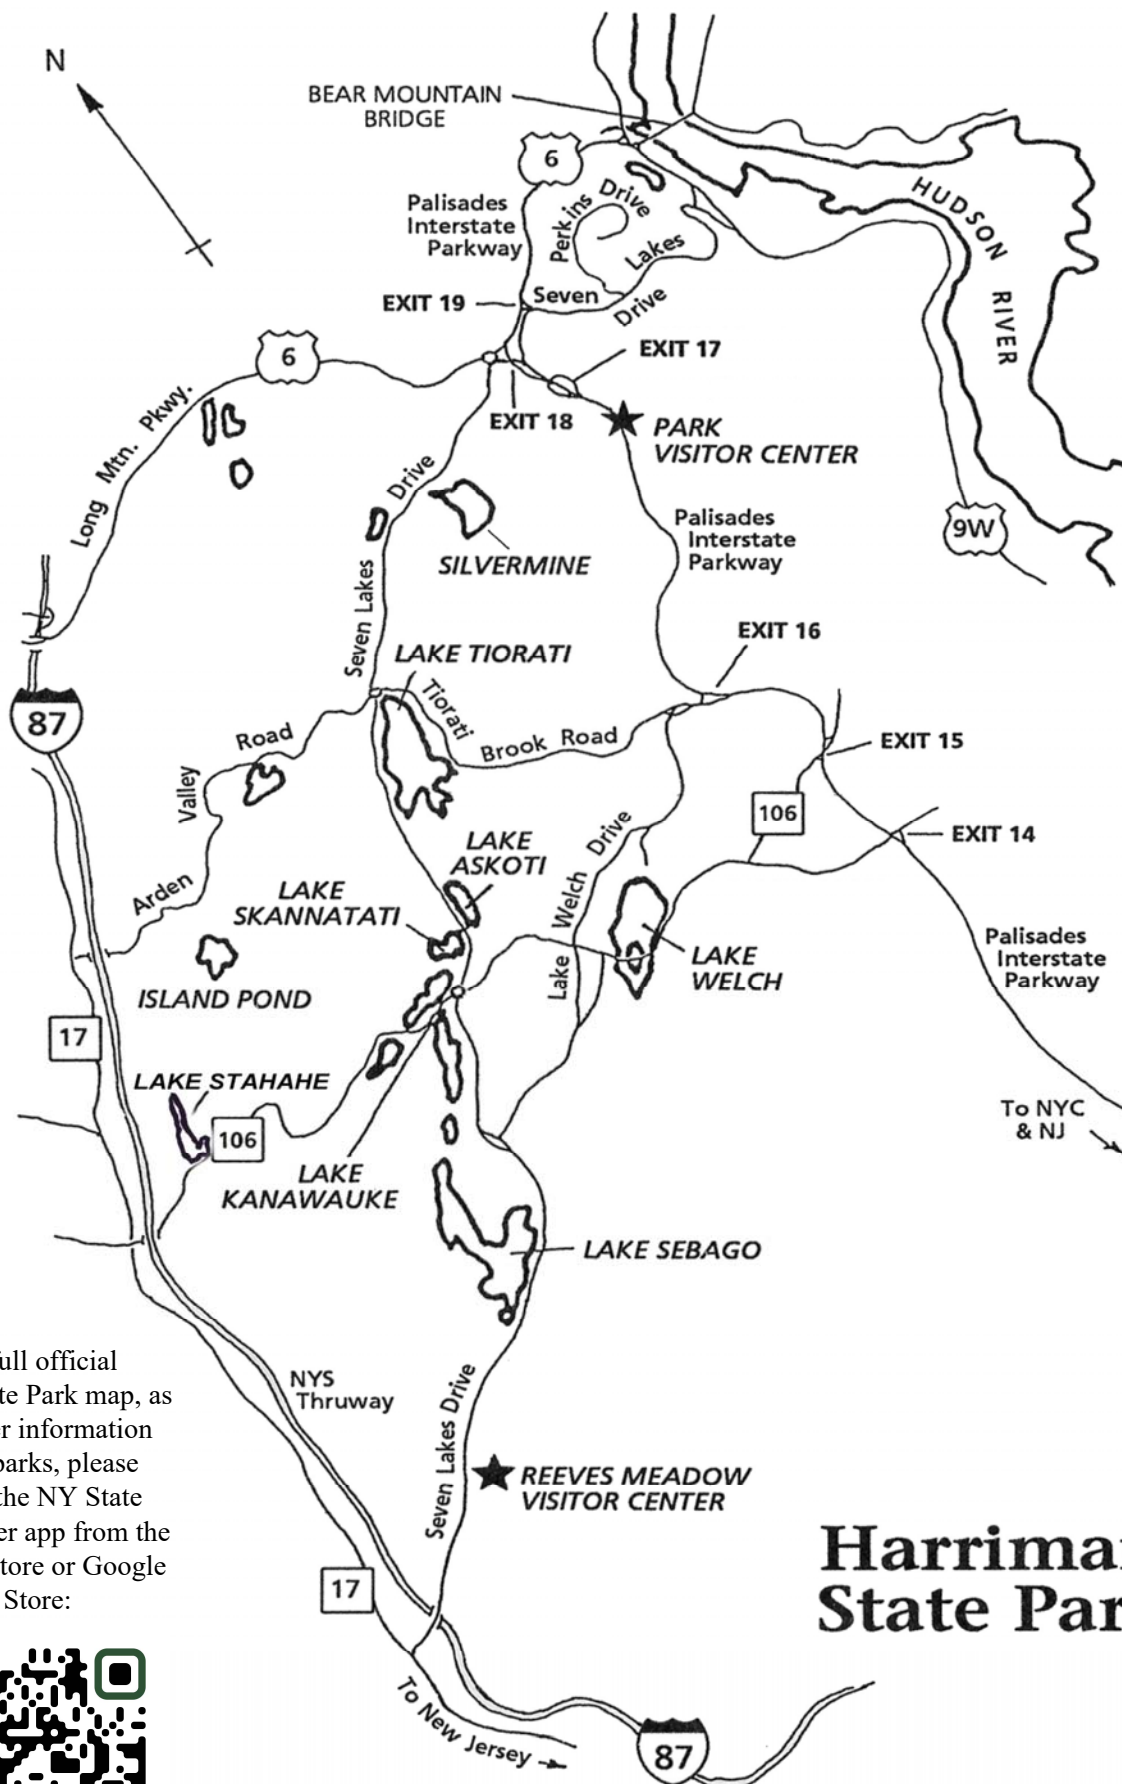 N
BEAR MOUNTAIN
BRIDGE
6
Palisades
Interstate
Parkway
Perkins Drive
HUDSON RIVER
Seven Lakes Drive
EXIT 19
EXIT 17
6
EXIT 18
PARK
VISITOR CENTER
Long Mtn. Pkwy.
Seven Lakes Drive
SILVERMINE
Palisades
Interstate
Parkway
9W
EXIT 16
LAKE TIORATI
Tiorati Brook Road
87
EXIT 15
Arden Valley Road
106
EXIT 14
LAKE
ASKOTI
LAKE
SKANNATATI
Lake Welch Drive
LAKE
WELCH
Palisades
Interstate
Parkway
ISLAND POND
17
LAKE STAHAHE
106
To NYC
& NJ
LAKE
KANAWAUKE
LAKE SEBAGO
full official
te Park map, as
r information
parks, please
the NY State
er app from the
tore or Google
Store:
NYS
Thruway
Seven Lakes Drive
REEVES MEADOW
VISITOR CENTER
Harriman
State Par
17
To New Jersey
87